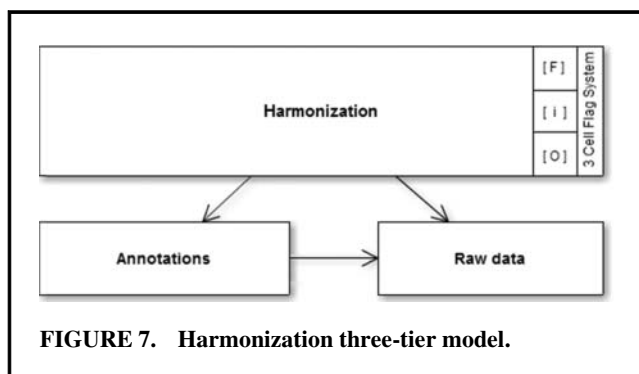 Harmonization
[F]
[i]
[O]
3 Cell Flag System
Annotations
Raw data
FIGURE 7. Harmonization three-tier model.